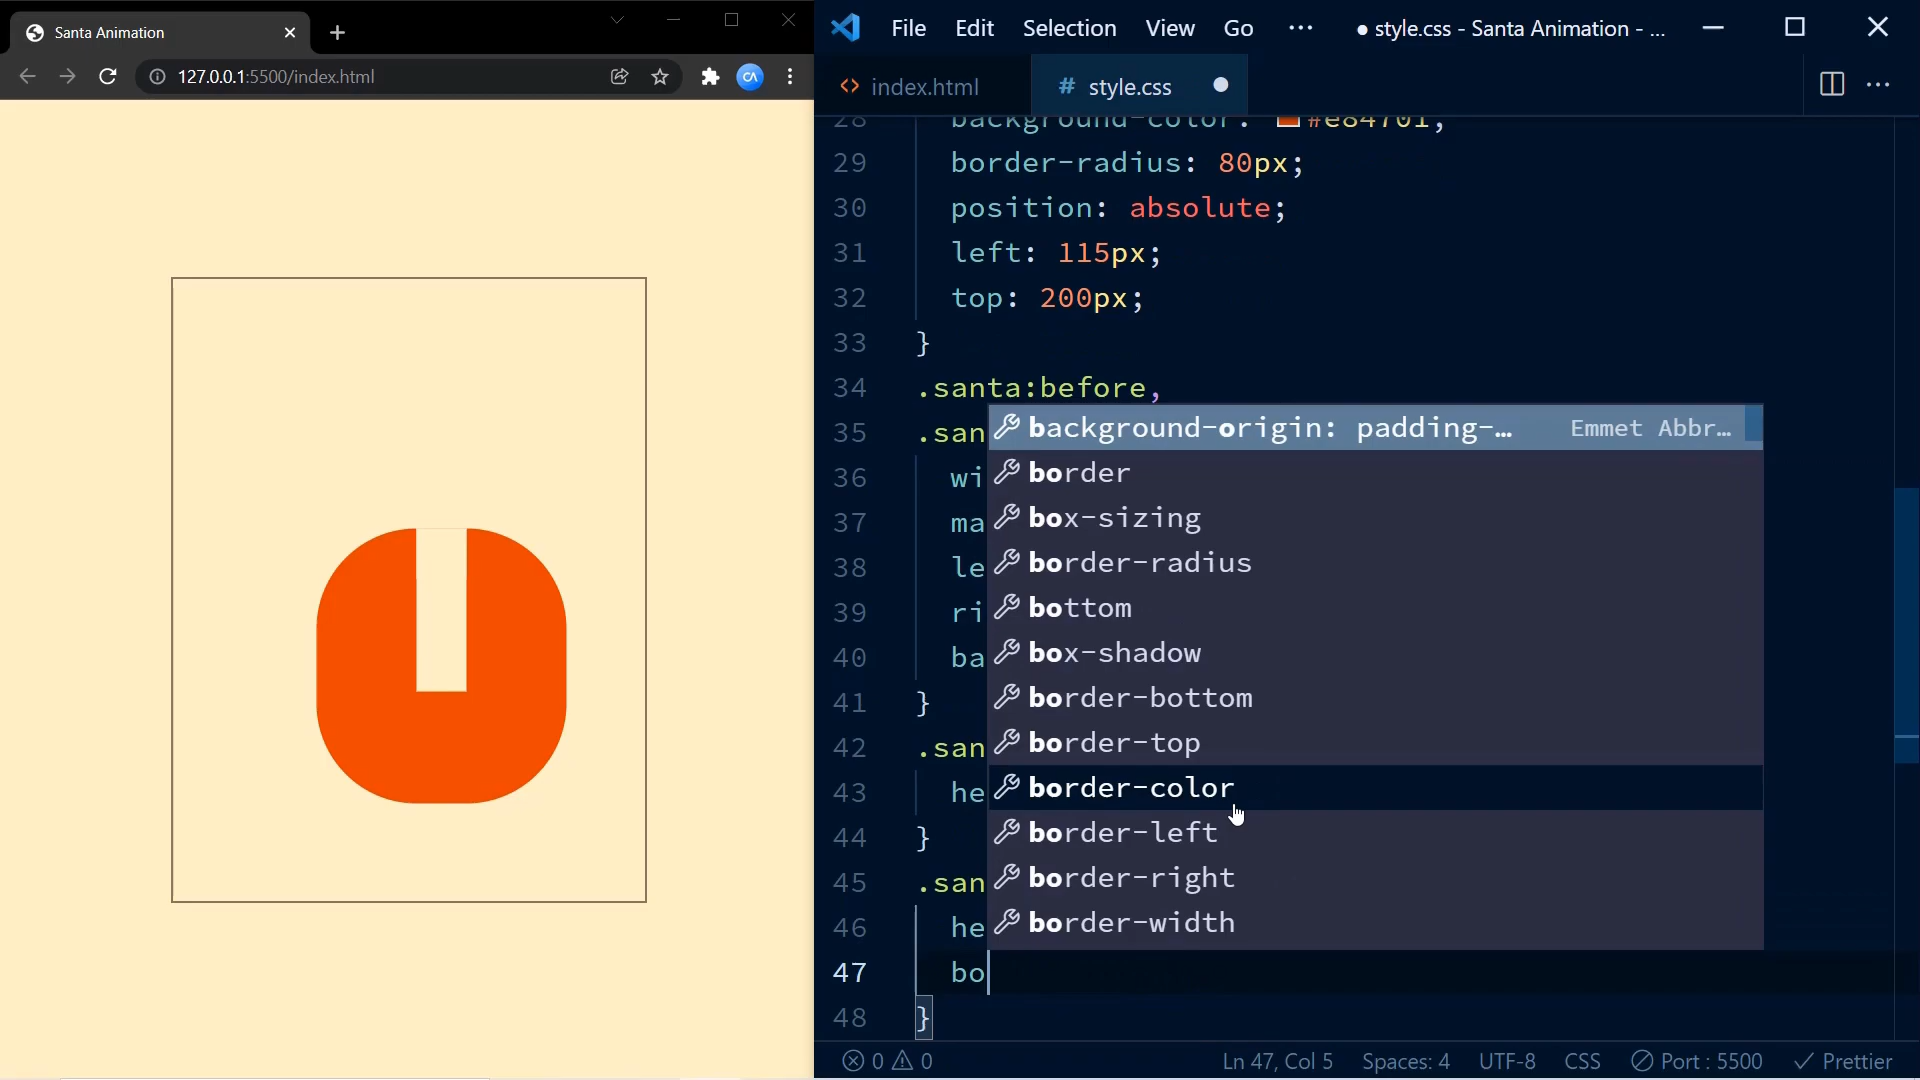 Santa Animation
127.0.0.1:5500/index.html
CA
File Edit Selection View Go ··· ● style.css - Santa Animation - ...
<> index.html
# style.css
28 background-color: #e84701;
29 border-radius: 80px;
30 position: absolute;
31 left: 115px;
32 top: 200px;
33 }
34 .santa:before,
35 .san
36 wi
37 ma
38 le
39 ri
40 ba
41 }
42 .san
43 he
44 }
45 .san
46 he
47 bo
48 }
background-origin: padding-… Emmet Abbr…
border
box-sizing
border-radius
bottom
box-shadow
border-bottom
border-top
border-color
border-left
border-right
border-width
0 0 Ln 47, Col 5 Spaces: 4 UTF-8 CSS Port : 5500 Prettier